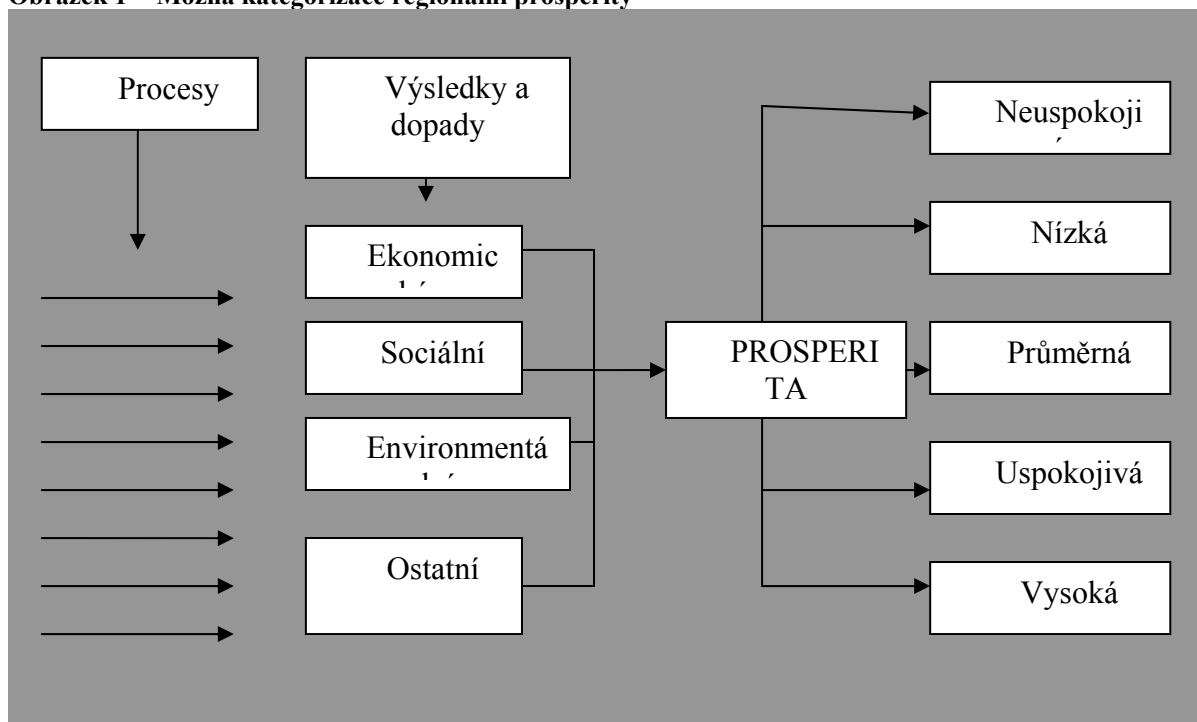 Obrázek 1 – Možná kategorizace regionální prosperity
Procesy
Výsledky a
dopady
Ekonomic
Sociální
Environmentá
Ostatní
PROSPERI
TA
Neuspokoji
Nízká
Průměrná
Uspokojivá
Vysoká